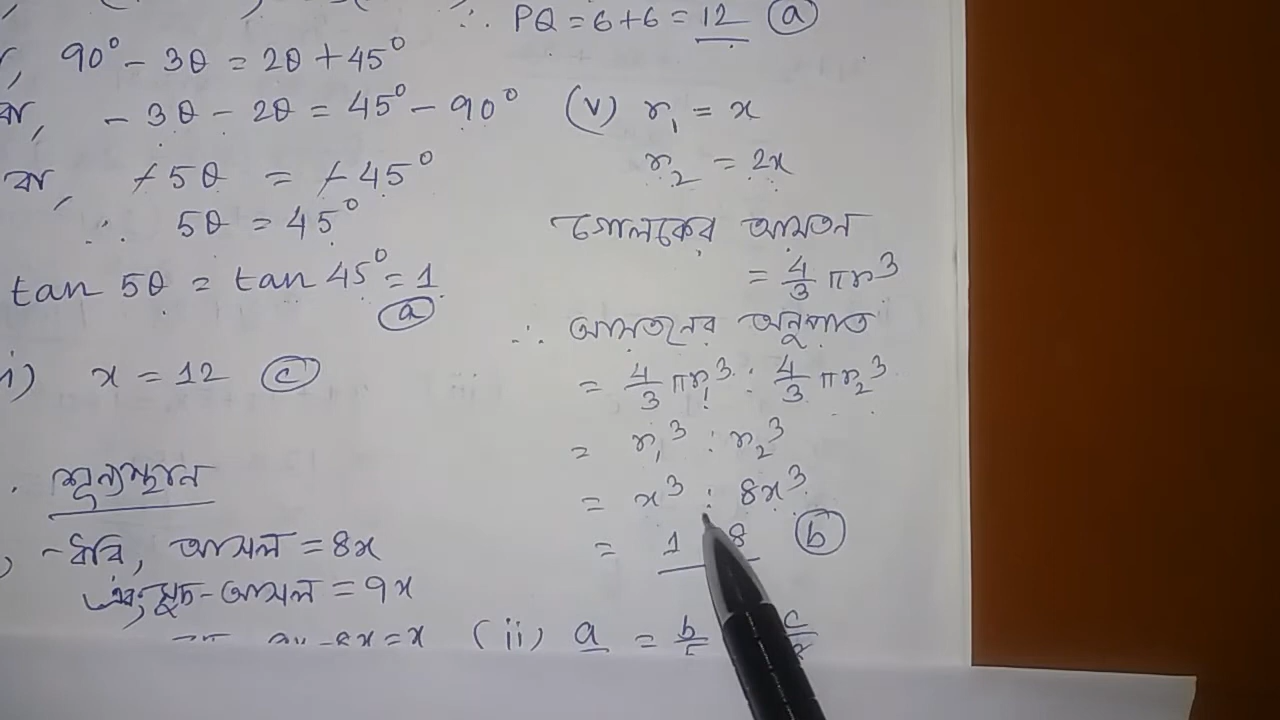 90° - 3θ = 2θ + 45°
বা, - 3θ - 2θ = 45° - 90°
বা, - 5θ = - 45°
∴ 5θ = 45°
tan 5θ = tan 45° = 1
(a)
i) x = 12 (c)
শূন্যস্থান
ধরি, আসল = 8x
এবং সুদ-আসল = 9x
(ii) a = b
∴ PQ = 6+6 = 12 (a)
(v) r₁ = x
r₂ = 2x
গোলকের আয়তন
= 4/3 πr³
∴ আয়তনের অনুপাত
= 4/3 πr₁³ : 4/3 πr₂³
= r₁³ : r₂³
= x³ : 8x³
= 1 8 (b)